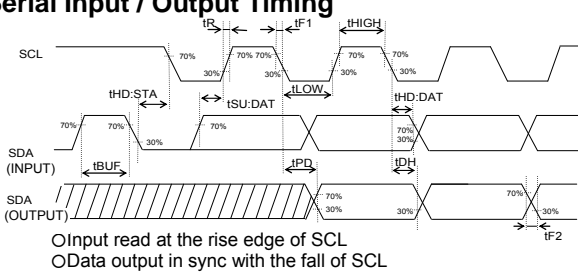 Serial Input / Output Timing
tR tF1 tHIGH
SCL 70% 70% 70% 70% 70%
30% 30% 30% 30%
tHD:STA tSU:DAT tLOW tHD:DAT
70% 70% 70% 70%
30% 30%
SDA
(INPUT)
tBUF tPD tDH
SDA
(OUTPUT)
70% 70%
30% 30% 30%
tF2
○Input read at the rise edge of SCL
○Data output in sync with the fall of SCL